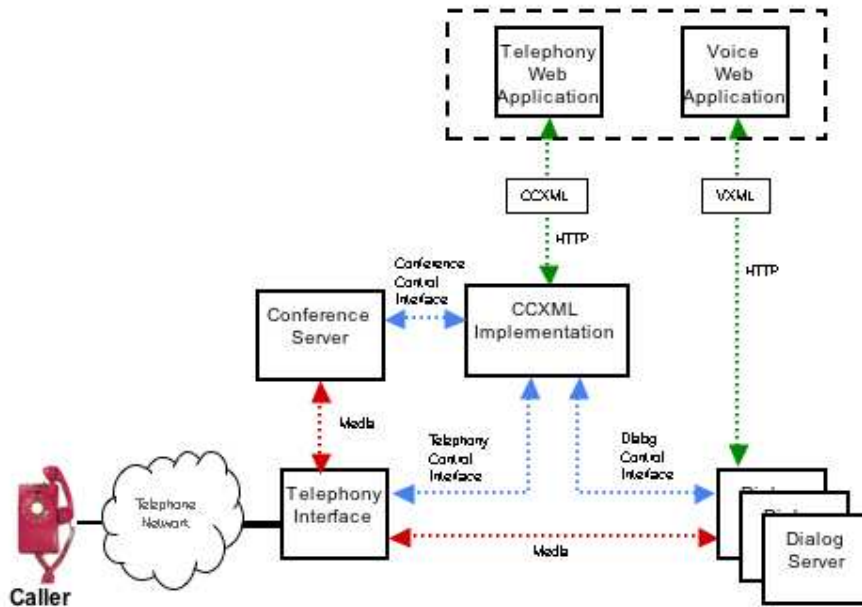 Telephony
Web
Application
Voice
Web
Application
CCXML
VXML
HTTP
HTTP
Conference
Control
Interface
Conference
Server
CCXML
Implementation
Media
Telephony
Control
Interface
Dialog
Control
Interface
Telephone
Network
Telephony
Interface
Dialog
Server
Media
Caller